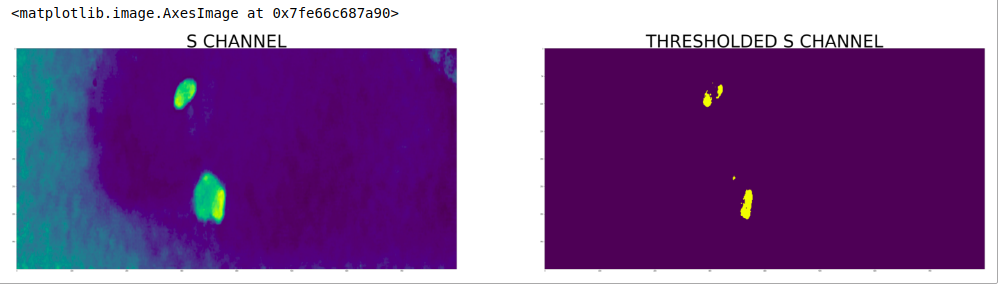 <matplotlib.image.AxesImage at 0x7fe66c687a90>
S CHANNEL
THRESHOLDED S CHANNEL